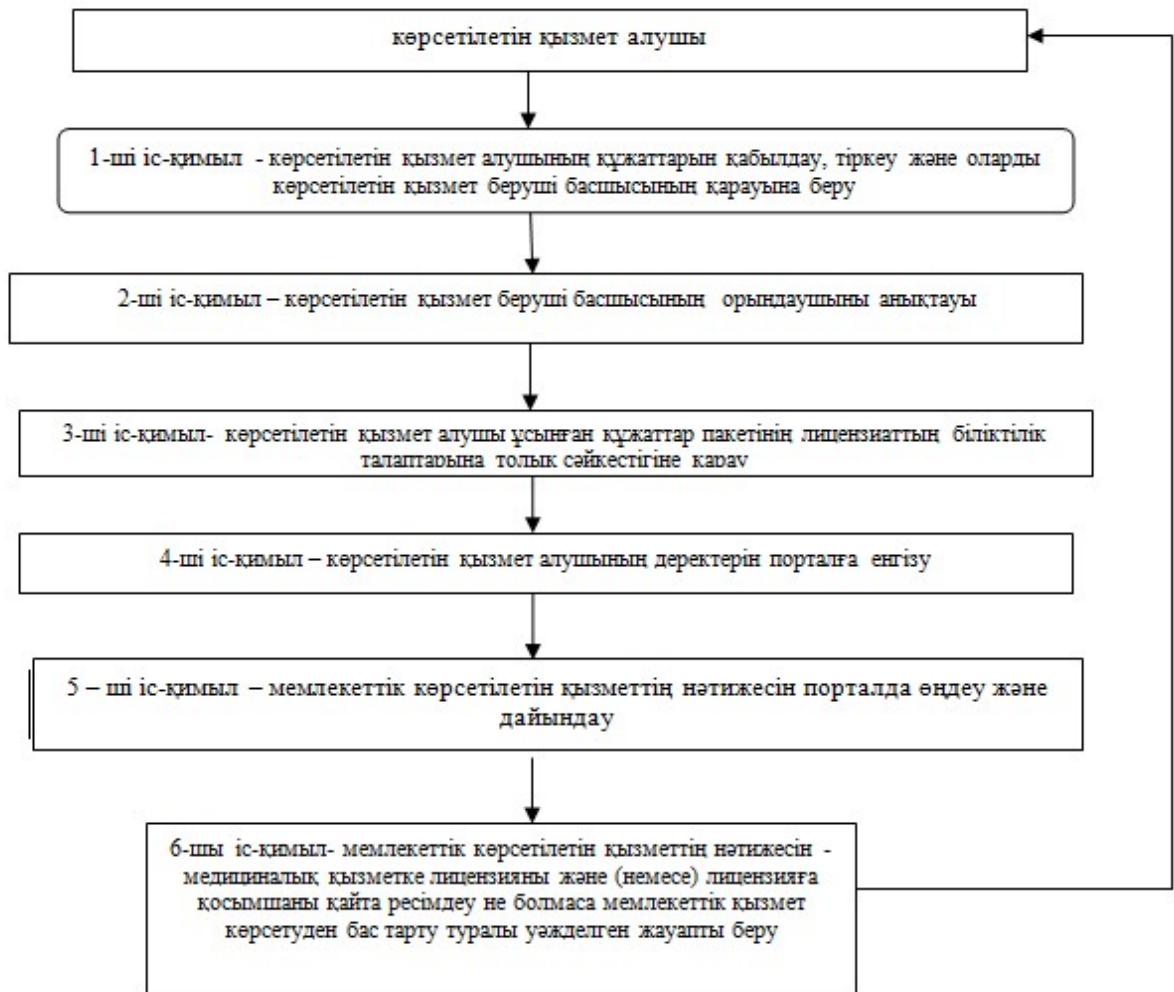 көрсетілетін қызмет алушы
1-ші іс-қимыл - көрсетілетін қызмет алушының құжаттарын қабылдау, тіркеу және оларды
көрсетілетін қызмет беруші басшысының қарауына беру
2-ші іс-қимыл – көрсетілетін қызмет беруші басшысының орындаушыны анықтауы
3-ші іс-қимыл- көрсетілетін қызмет алушы ұсынған құжаттар пакетінің лицензиаттың біліктілік
талаптарына толық сәйкестігіне қарау
4-ші іс-қимыл – көрсетілетін қызмет алушының деректерін порталға енгізу
5 – ші іс-қимыл – мемлекеттік көрсетілетін қызметтің нәтижесін порталда өңдеу және
дайындау
6-шы іс-қимыл- мемлекеттік көрсетілетін қызметтің нәтижесін -
медициналық қызметке лицензияны және (немесе) лицензияға
қосымшаны қайта ресімдеу не болмаса мемлекеттік қызмет
көрсетуден бас тарту туралы уәжделген жауапты беру